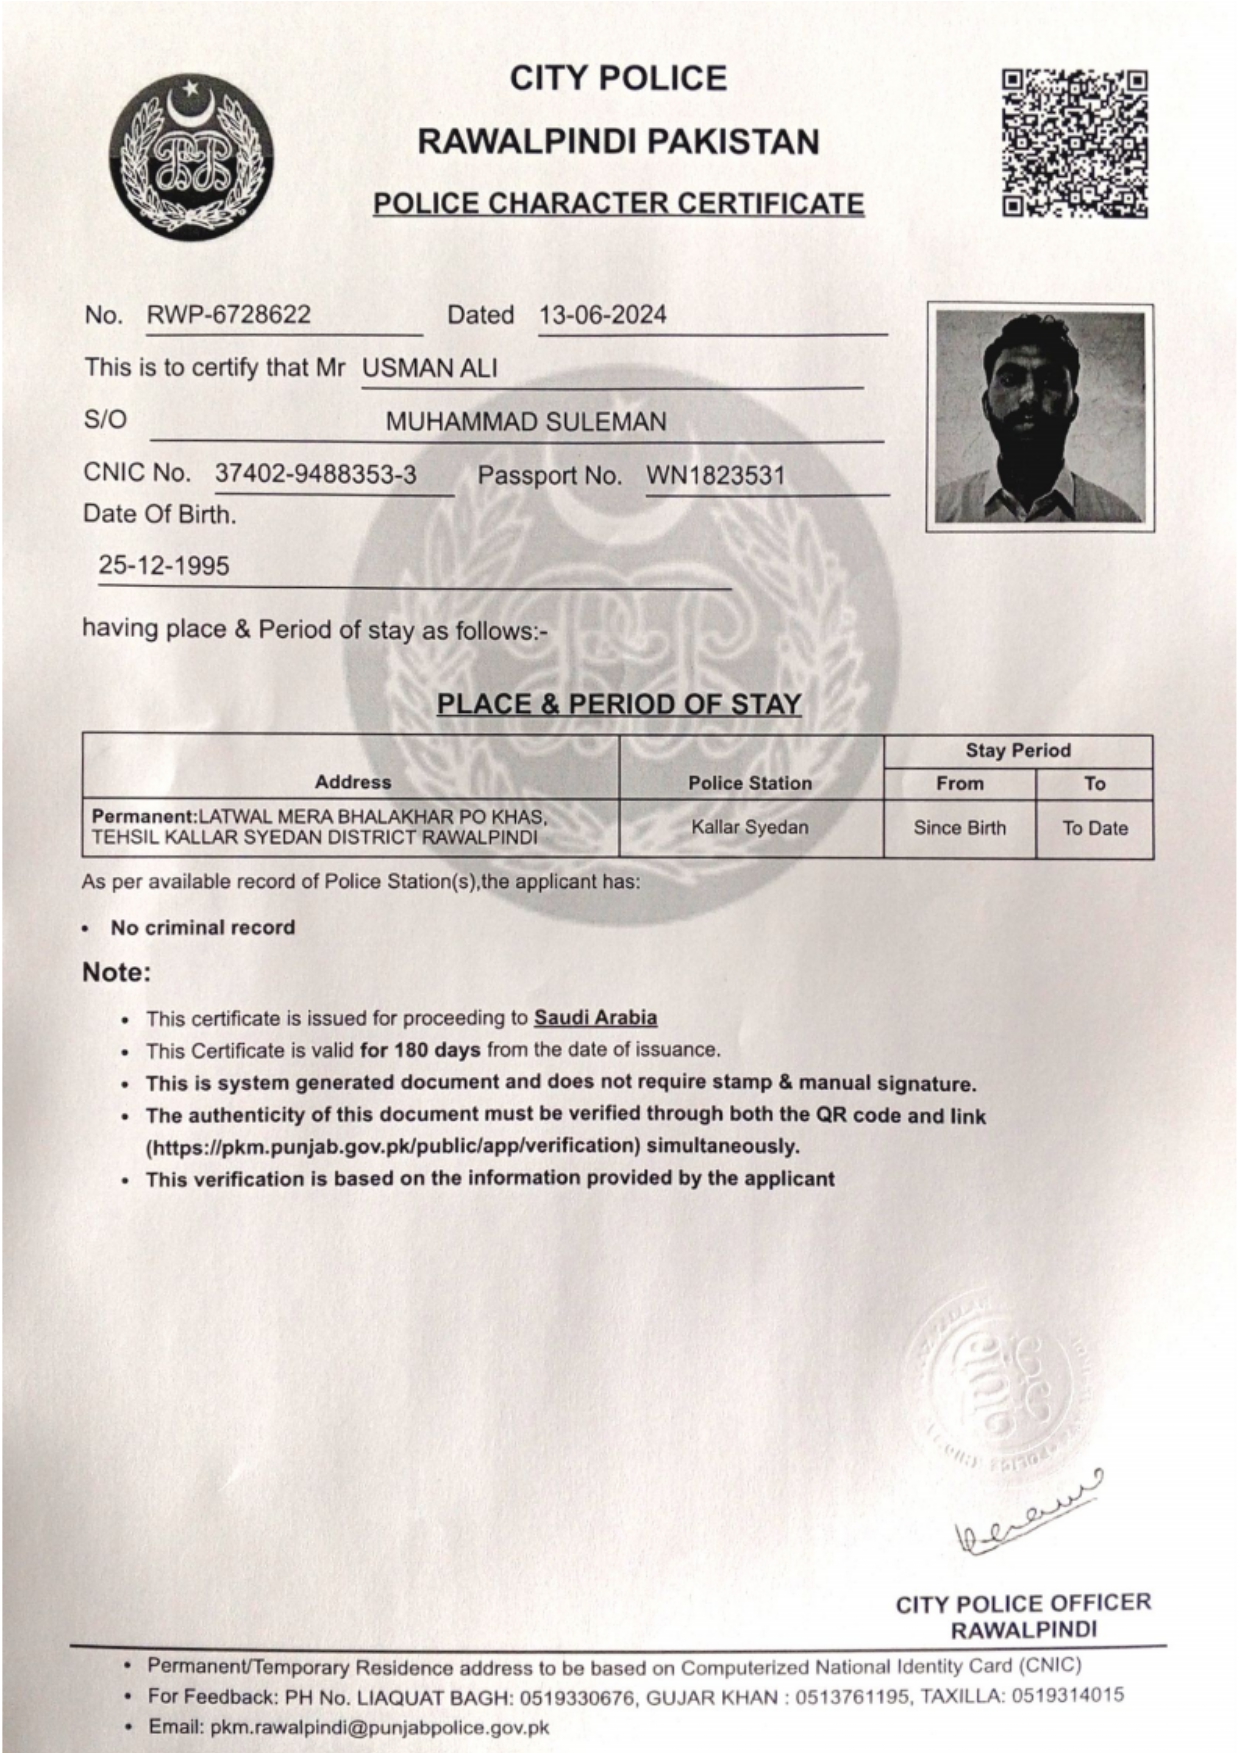 CITY POLICE
RAWALPINDI PAKISTAN
POLICE CHARACTER CERTIFICATE
No. RWP-6728622 Dated 13-06-2024
This is to certify that Mr USMAN ALI
S/O MUHAMMAD SULEMAN
CNIC No. 37402-9488353-3 Passport No. WN1823531
Date Of Birth.
25-12-1995
having place & Period of stay as follows:-
PLACE & PERIOD OF STAY
Stay Period
Address Police Station From To
Permanent:LATWAL MERA BHALAKHAR PO KHAS,
TEHSIL KALLAR SYEDAN DISTRICT RAWALPINDI
Kallar Syedan Since Birth To Date
As per available record of Police Station(s),the applicant has:
• No criminal record
Note:
• This certificate is issued for proceeding to Saudi Arabia
• This Certificate is valid for 180 days from the date of issuance.
• This is system generated document and does not require stamp & manual signature.
• The authenticity of this document must be verified through both the QR code and link
(https://pkm.punjab.gov.pk/public/app/verification) simultaneously.
• This verification is based on the information provided by the applicant
CITY POLICE OFFICER
RAWALPINDI
• Permanent/Temporary Residence address to be based on Computerized National Identity Card (CNIC)
• For Feedback: PH No. LIAQUAT BAGH: 0519330676, GUJAR KHAN : 0513761195, TAXILLA: 0519314015
• Email: pkm.rawalpindi@punjabpolice.gov.pk